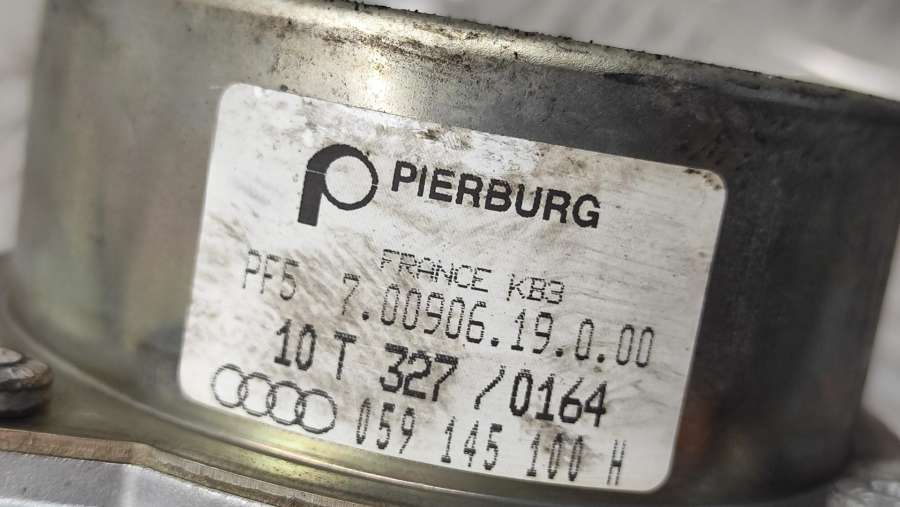 PIERBURG
FRANCE KB3
PF5 7.00906.19.0.00
10 T 327 /0164
059 145 100 H